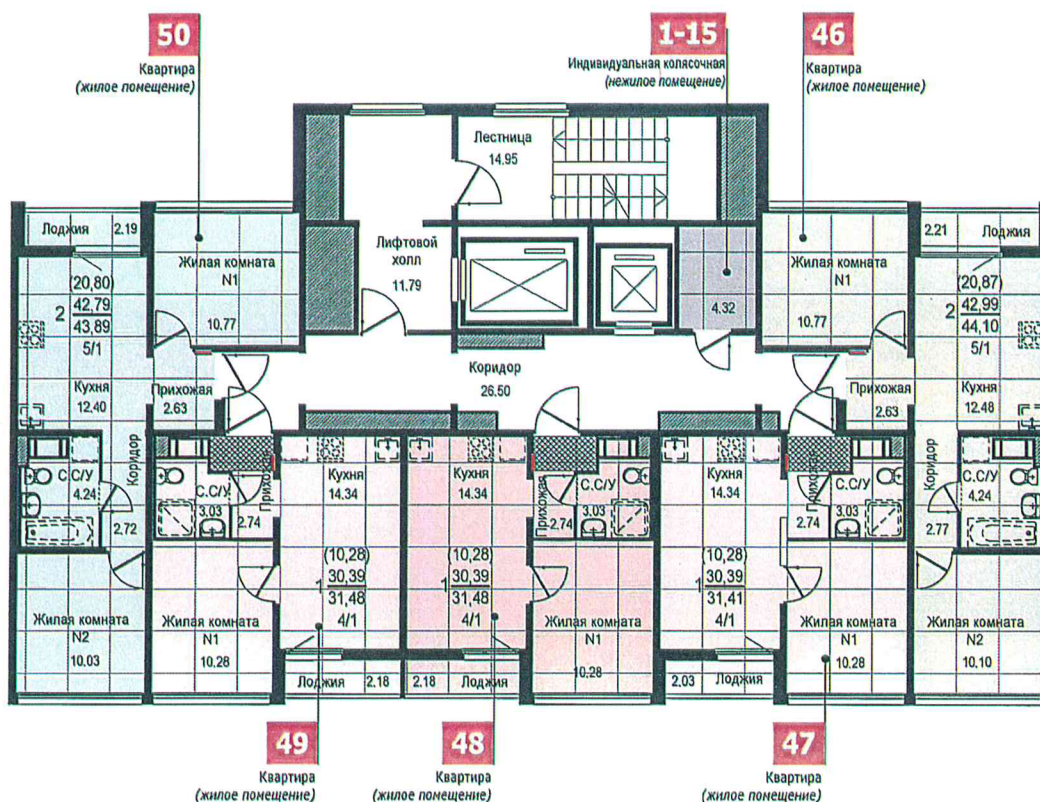 50
Квартира
(жилое помещение)
1-15
Индивидуальная колясочная
(нежилое помещение)
46
Квартира
(жилое помещение)
Лестница
14.95
Лоджия 2.19
Жилая комната
N1
10.77
(20,80)
2 42,79
43,89
5/1
Кухня
12.40
Прихожая
2.63
Лифтовой
холл
11.79
4.32
Коридор
26.50
Жилая комната
N1
10.77
2.21 Лоджия
(20,87)
2 42,99
44,10
5/1
Прихожая
2.63
Кухня
12.48
С.С/У
4.24
Коридор
2.72
С.С/У
3.03
Прихожая
2.74
Кухня
14.34
Кухня
14.34
Прихожая
2.74
С.С/У
3.03
Кухня
14.34
Прихожая
2.74
С.С/У
3.03
Коридор
2.77
С.С/У
4.24
(10,28)
1 30,39
31,48
4/1
(10,28)
1 30,39
31,48
4/1
(10,28)
1 30,39
31,41
4/1
Жилая комната
N2
10.03
Жилая комната
N1
10.28
Жилая комната
N1
10.28
Жилая комната
N1
10.28
Жилая комната
N2
10.10
Лоджия 2.18
2.18 Лоджия
2.03 Лоджия
49
Квартира
(жилое помещение)
48
Квартира
(жилое помещение)
47
Квартира
(жилое помещение)